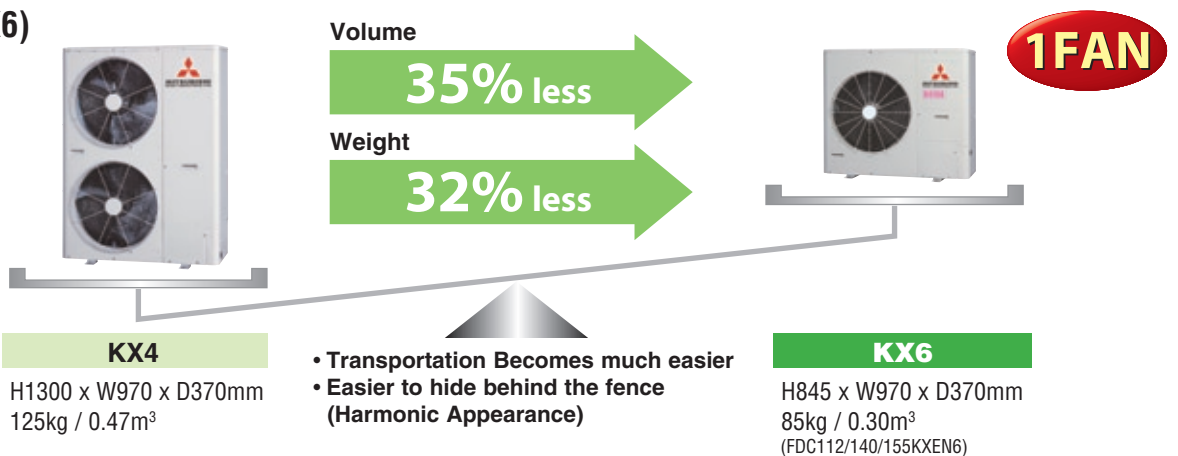 6)
Volume
35% less
Weight
32% less
1FAN
KX4
H1300 x W970 x D370mm
125kg / 0.47m³
• Transportation Becomes much easier
• Easier to hide behind the fence
(Harmonic Appearance)
KX6
H845 x W970 x D370mm
85kg / 0.30m³
(FDC112/140/155KXEN6)